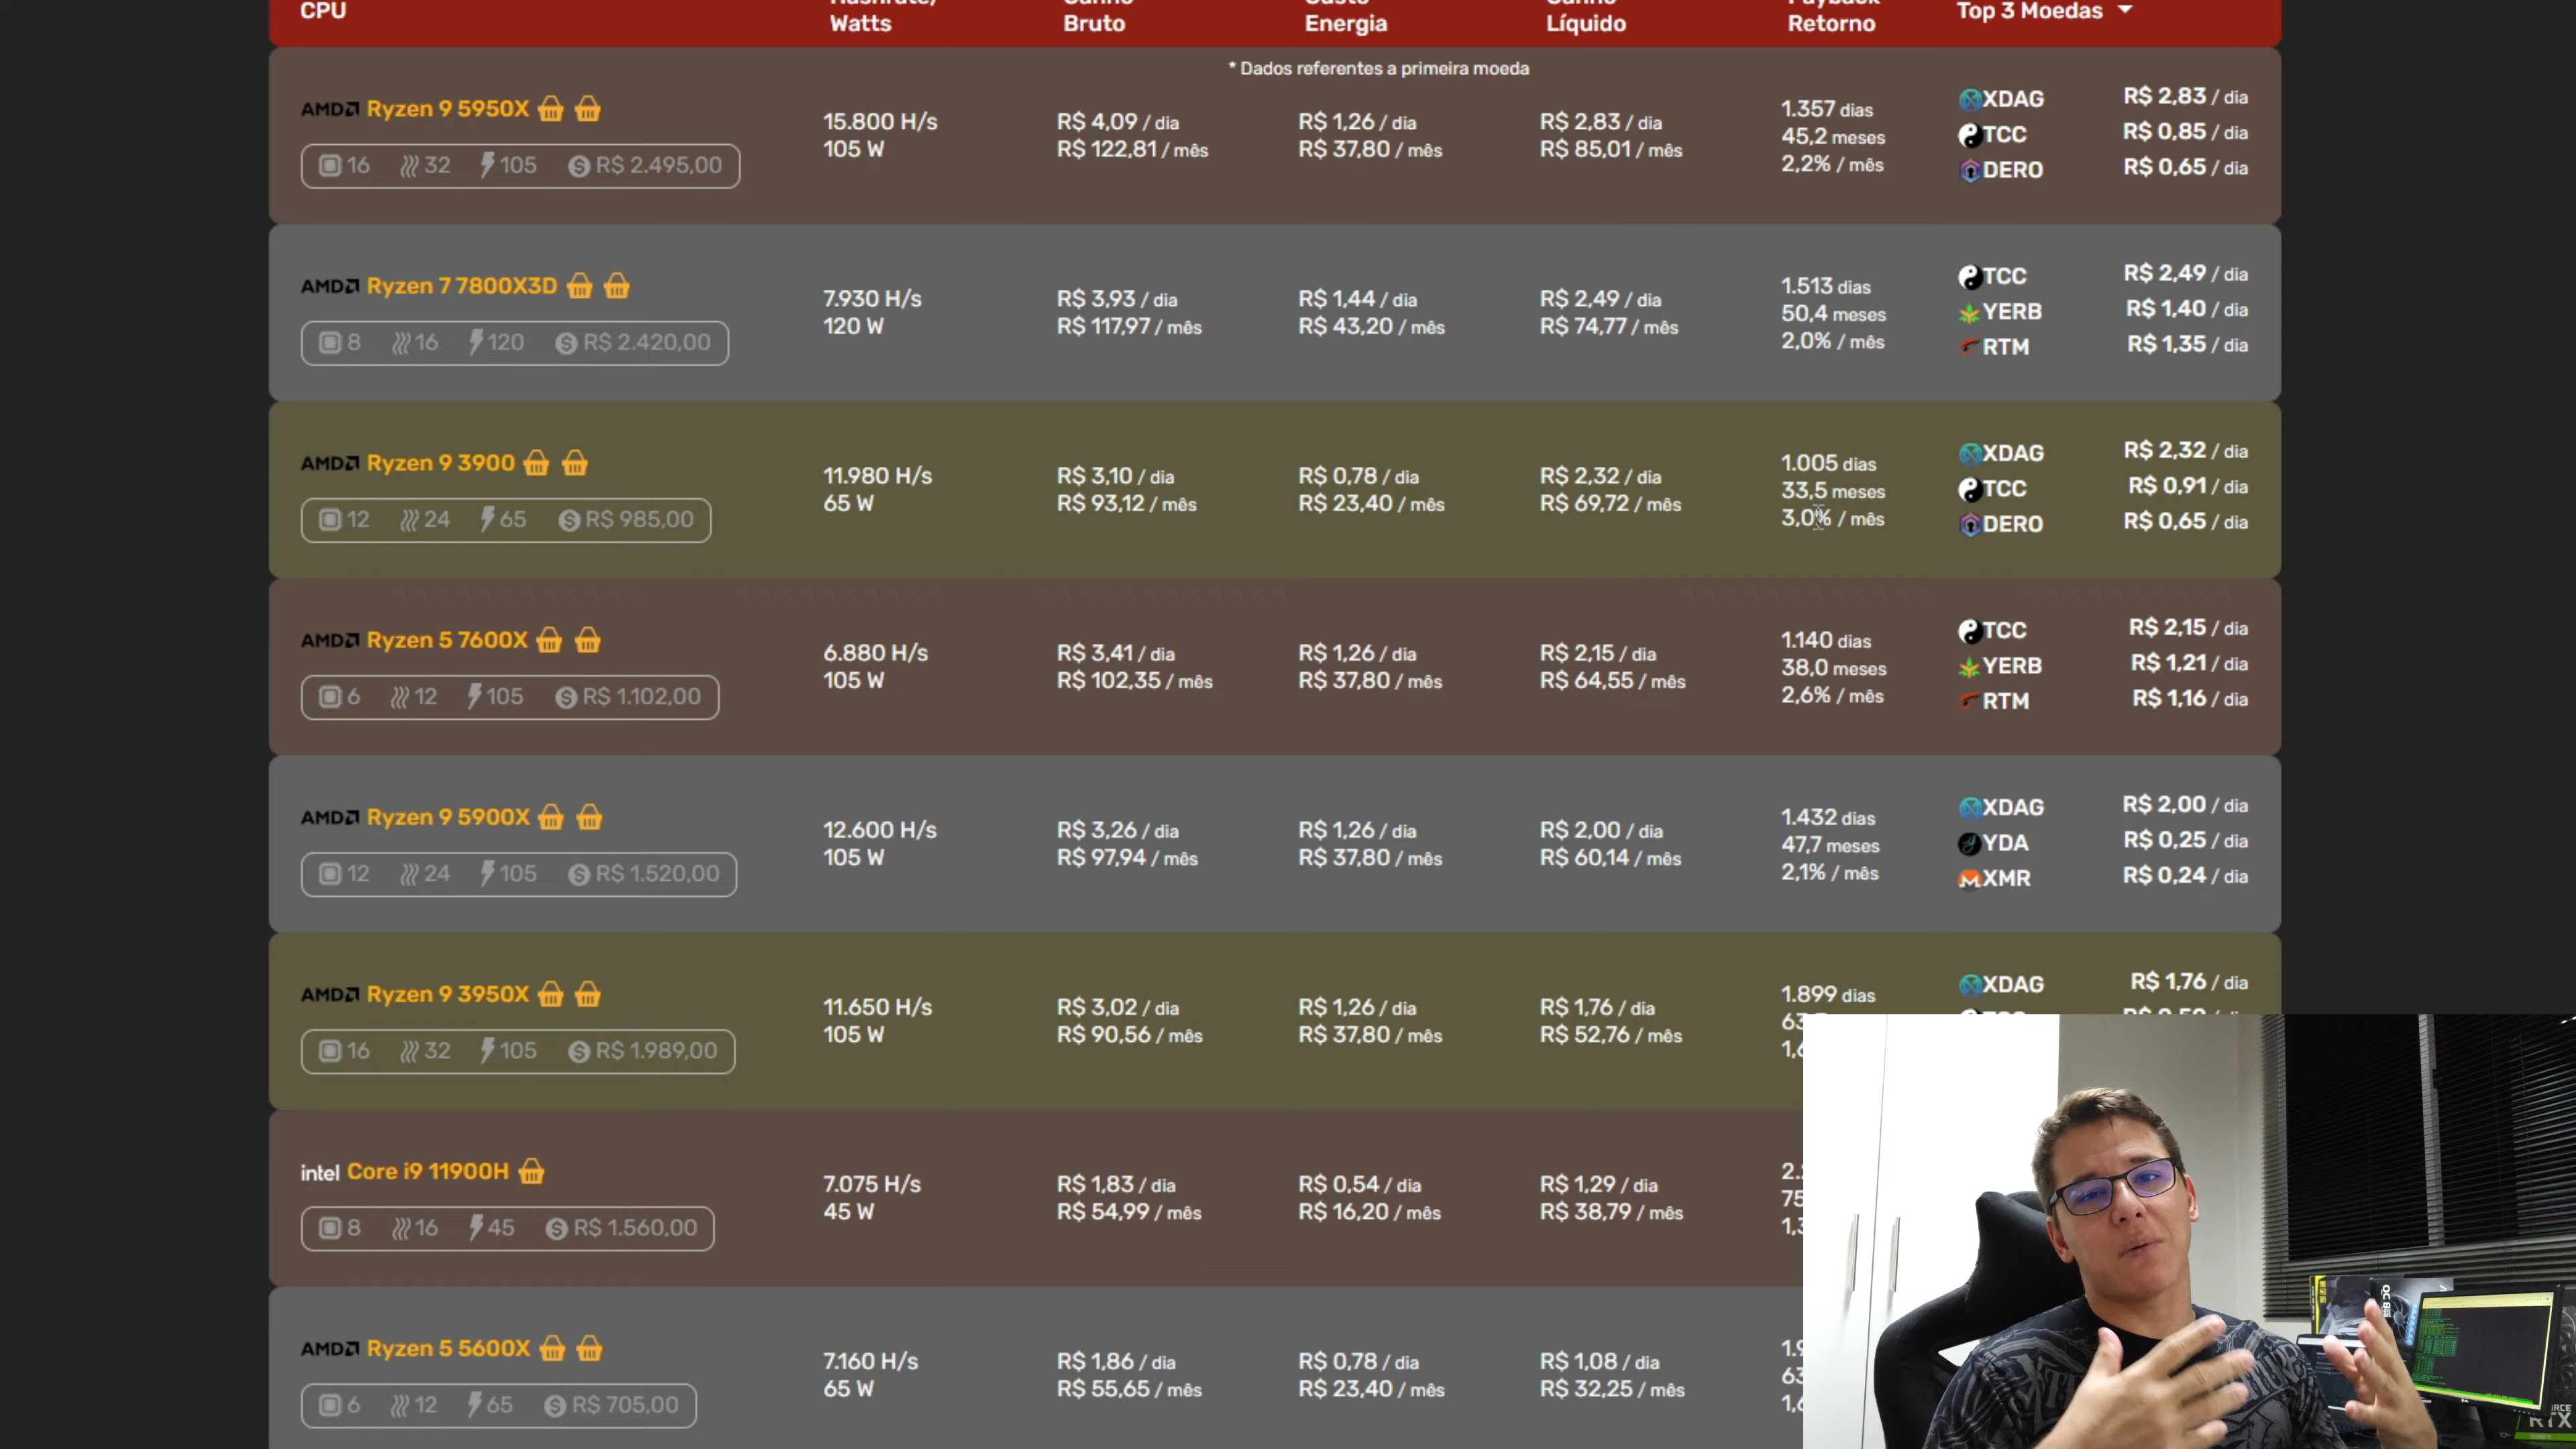 CPU
Watts
Bruto
Energia
Líquido
Retorno
Top 3 Moedas
* Dados referentes a primeira moeda
AMD Ryzen 9 5950X
16 32 105 R$ 2.495,00
15.800 H/s
105 W
R$ 4,09 / dia
R$ 122,81 / mês
R$ 1,26 / dia
R$ 37,80 / mês
R$ 2,83 / dia
R$ 85,01 / mês
1.357 dias
45,2 meses
2,2% / mês
XDAG R$ 2,83 / dia
TCC R$ 0,85 / dia
DERO R$ 0,65 / dia
AMD Ryzen 7 7800X3D
8 16 120 R$ 2.420,00
7.930 H/s
120 W
R$ 3,93 / dia
R$ 117,97 / mês
R$ 1,44 / dia
R$ 43,20 / mês
R$ 2,49 / dia
R$ 74,77 / mês
1.513 dias
50,4 meses
2,0% / mês
TCC R$ 2,49 / dia
YERB R$ 1,40 / dia
RTM R$ 1,35 / dia
AMD Ryzen 9 3900
12 24 65 R$ 985,00
11.980 H/s
65 W
R$ 3,10 / dia
R$ 93,12 / mês
R$ 0,78 / dia
R$ 23,40 / mês
R$ 2,32 / dia
R$ 69,72 / mês
1.005 dias
33,5 meses
3,0% / mês
XDAG R$ 2,32 / dia
TCC R$ 0,91 / dia
DERO R$ 0,65 / dia
AMD Ryzen 5 7600X
6 12 105 R$ 1.102,00
6.880 H/s
105 W
R$ 3,41 / dia
R$ 102,35 / mês
R$ 1,26 / dia
R$ 37,80 / mês
R$ 2,15 / dia
R$ 64,55 / mês
1.140 dias
38,0 meses
2,6% / mês
TCC R$ 2,15 / dia
YERB R$ 1,21 / dia
RTM R$ 1,16 / dia
AMD Ryzen 9 5900X
12 24 105 R$ 1.520,00
12.600 H/s
105 W
R$ 3,26 / dia
R$ 97,94 / mês
R$ 1,26 / dia
R$ 37,80 / mês
R$ 2,00 / dia
R$ 60,14 / mês
1.432 dias
47,7 meses
2,1% / mês
XDAG R$ 2,00 / dia
YDA R$ 0,25 / dia
XMR R$ 0,24 / dia
AMD Ryzen 9 3950X
16 32 105 R$ 1.989,00
11.650 H/s
105 W
R$ 3,02 / dia
R$ 90,56 / mês
R$ 1,26 / dia
R$ 37,80 / mês
R$ 1,76 / dia
R$ 52,76 / mês
1.899 dias
XDAG R$ 1,76 / dia
intel Core i9 11900H
8 16 45 R$ 1.560,00
7.075 H/s
45 W
R$ 1,83 / dia
R$ 54,99 / mês
R$ 0,54 / dia
R$ 16,20 / mês
R$ 1,29 / dia
R$ 38,79 / mês
AMD Ryzen 5 5600X
6 12 65 R$ 705,00
7.160 H/s
65 W
R$ 1,86 / dia
R$ 55,65 / mês
R$ 0,78 / dia
R$ 23,40 / mês
R$ 1,08 / dia
R$ 32,25 / mês
RTX